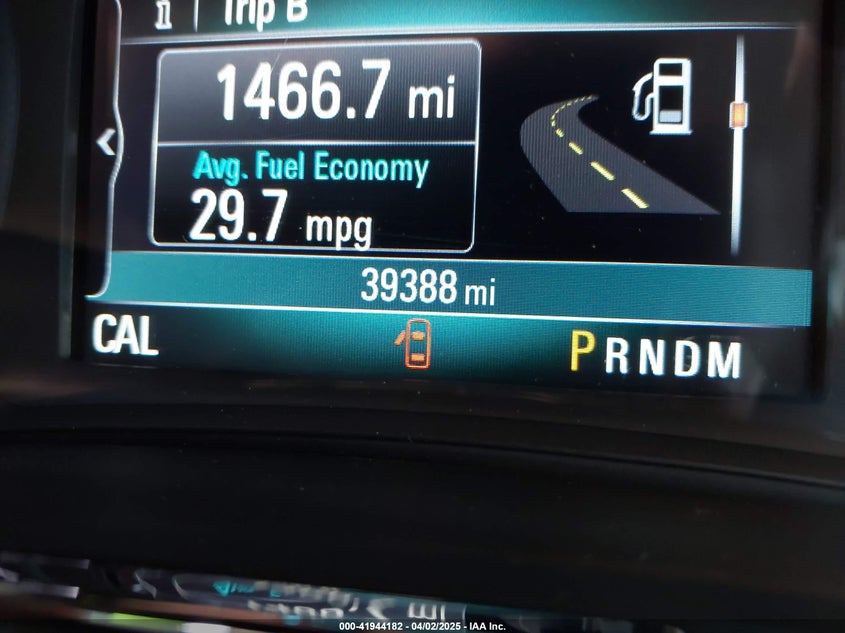 Trip B
1466.7 mi
Avg. Fuel Economy
29.7 mpg
39388 mi
CAL
PRNDM
000-41944182 - 04/02/2025 - IAA Inc.